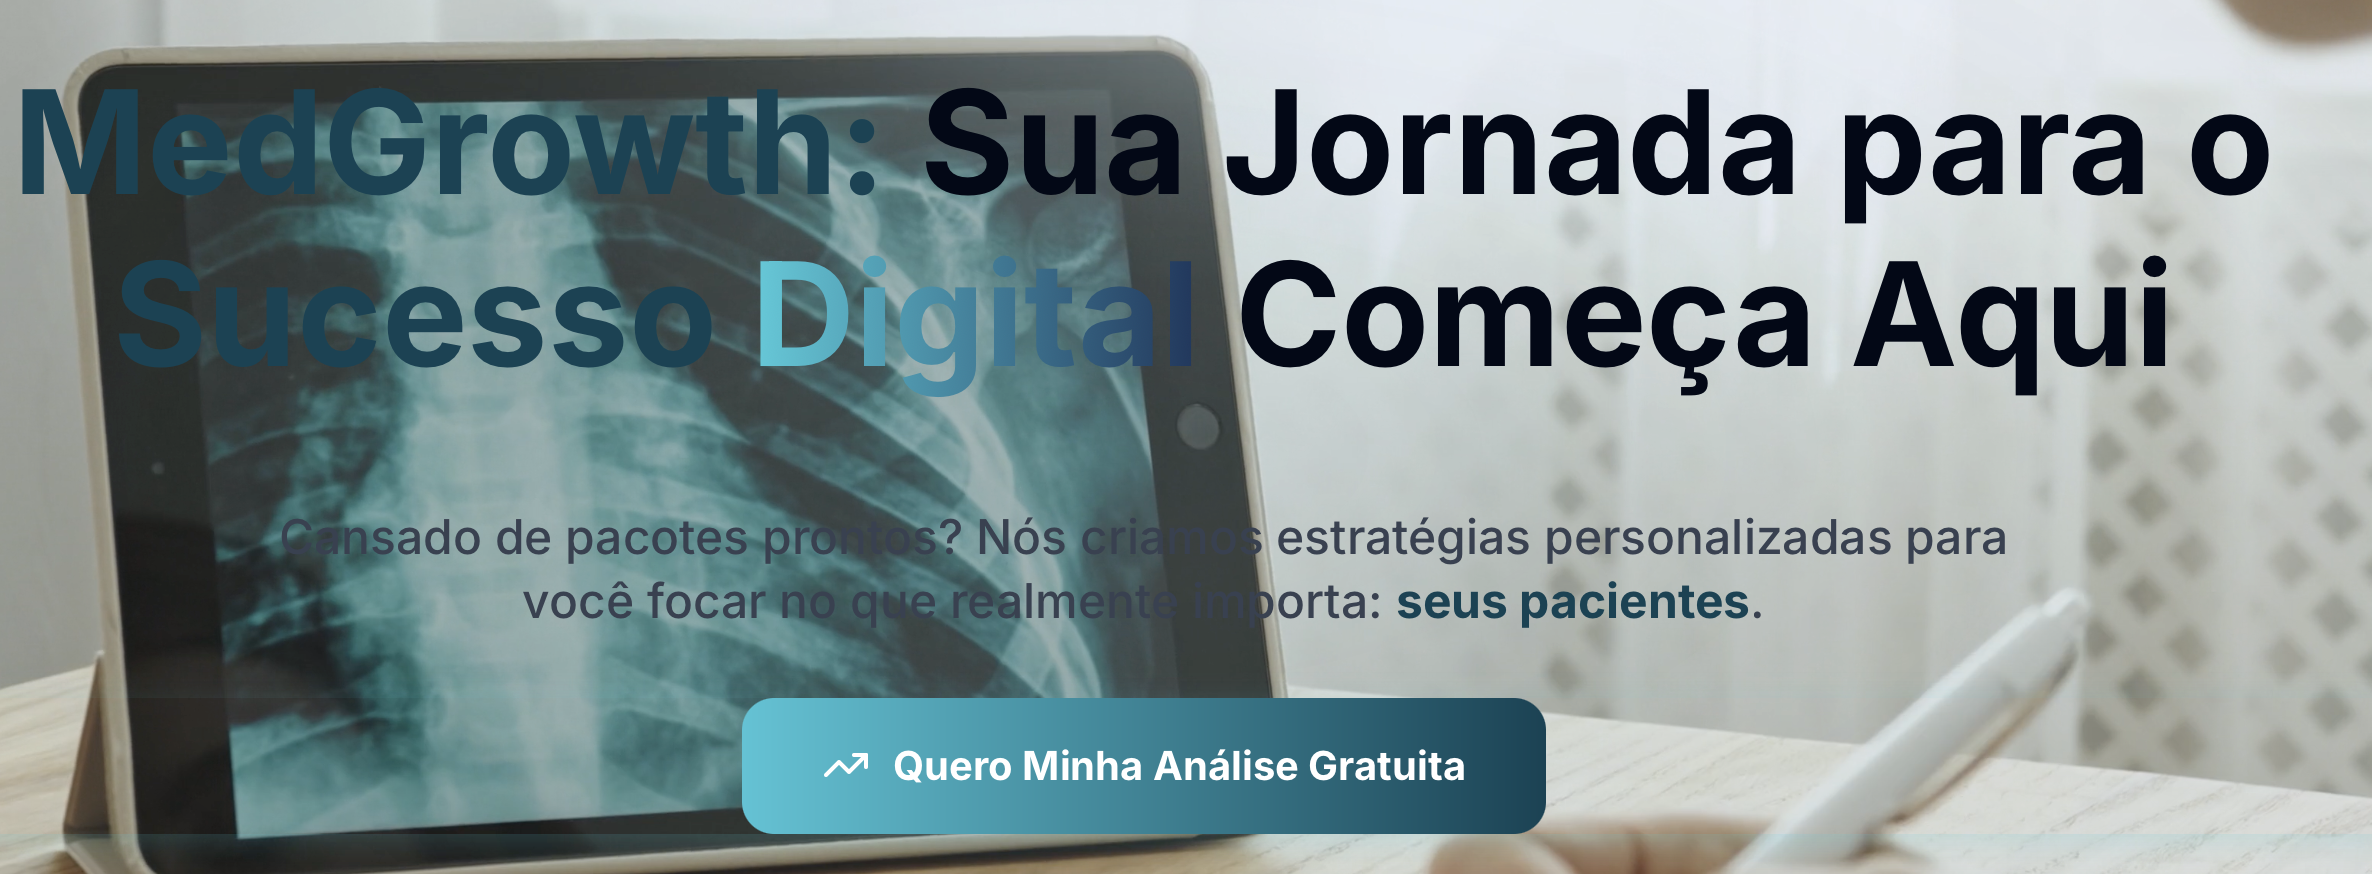 MedGrowth: Sua Jornada para o
Sucesso Digital Começa Aqui
Cansado de pacotes prontos? Nós criamos estratégias personalizadas para
você focar no que realmente importa: seus pacientes.
Quero Minha Análise Gratuita